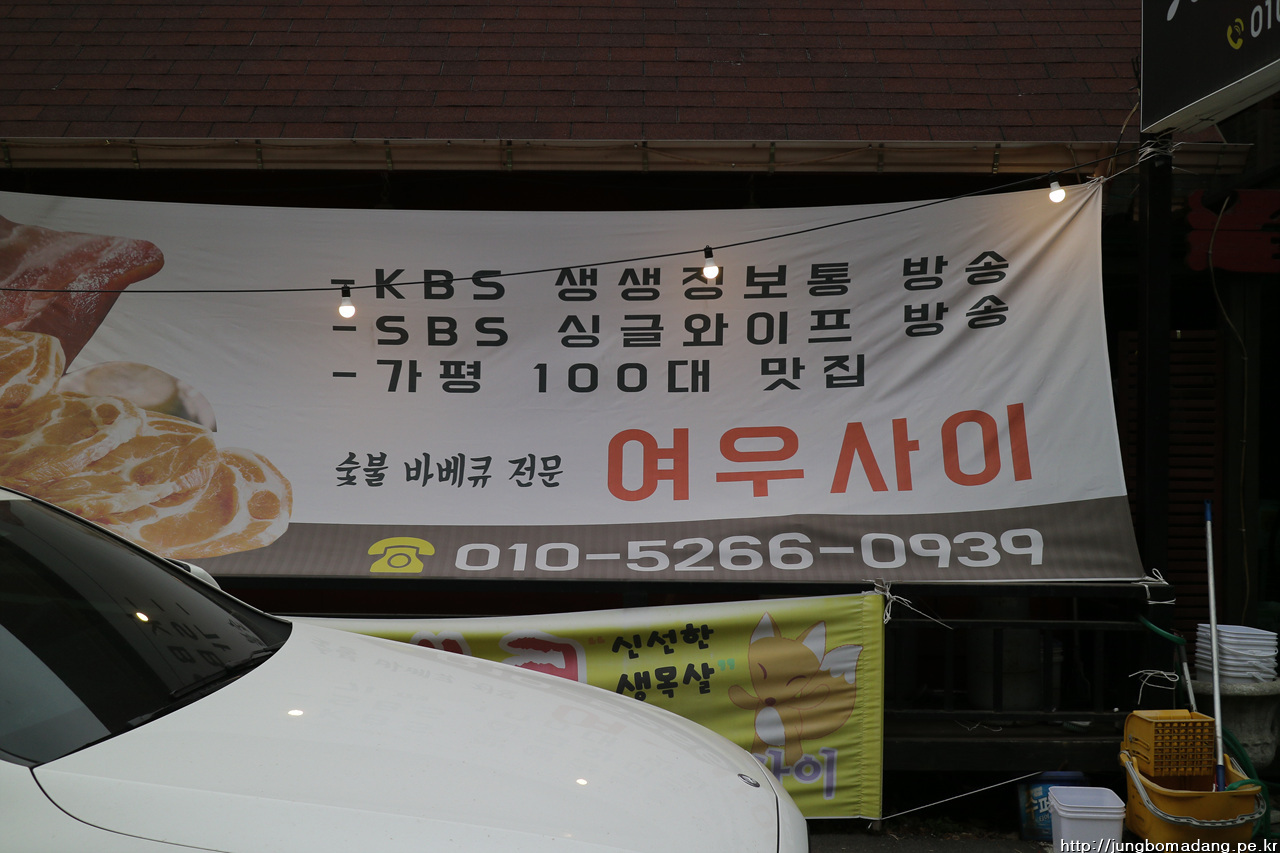 010
-KBS 생생정보통 방송
-SBS 싱글와이프 방송
-가평 100대 맛집
숯불 바베큐 전문 여우사이
010-5266-0939
"신선한
생목살"
사이
http://jungbomadang.pe.kr